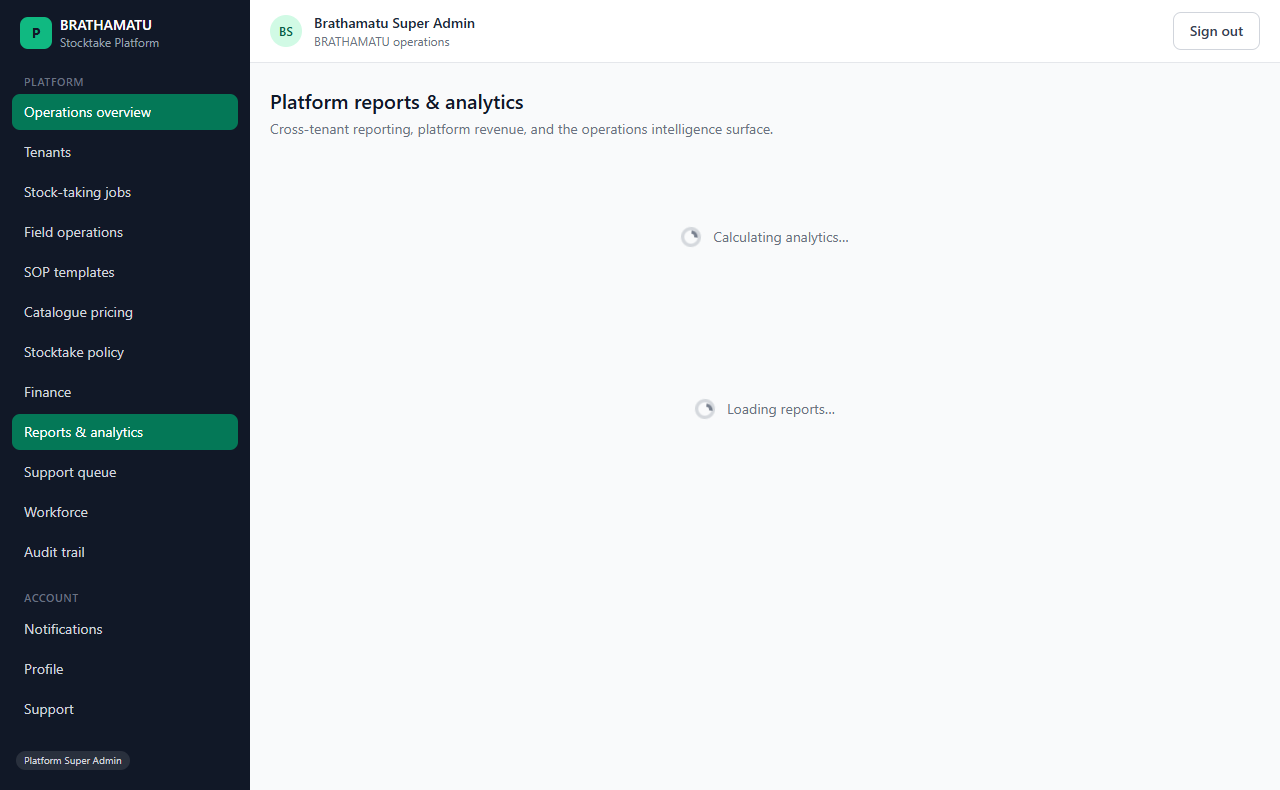 P
BRATHAMATU
Stocktake Platform
PLATFORM
Operations overview
Tenants
Stock-taking jobs
Field operations
SOP templates
Catalogue pricing
Stocktake policy
Finance
Reports & analytics
Support queue
Workforce
Audit trail
ACCOUNT
Notifications
Profile
Support
Platform Super Admin
BS
Brathamatu Super Admin
BRATHAMATU operations
Sign out
Platform reports & analytics
Cross-tenant reporting, platform revenue, and the operations intelligence surface.
Calculating analytics...
Loading reports...